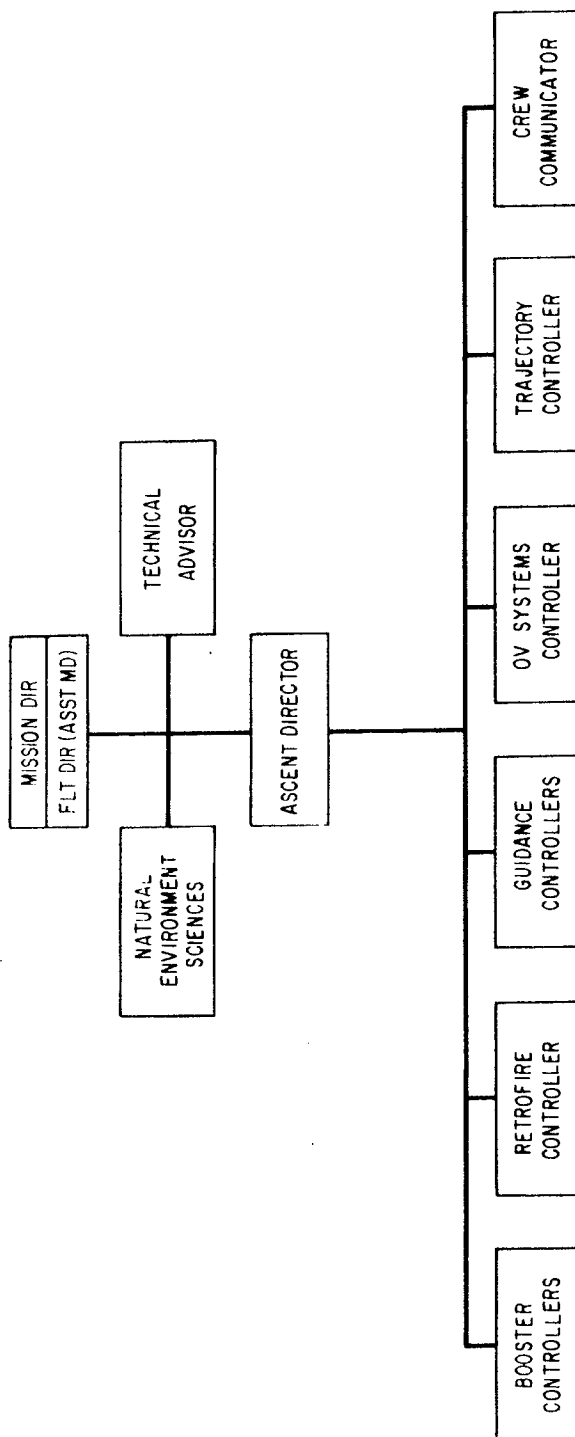 MISSION DIR
FLT DIR (ASST MD)
NATURAL
ENVIRONMENT
SCIENCES
TECHNICAL
ADVISOR
ASCENT DIRECTOR
BOOSTER
CONTROLLERS
RETROFIRE
CONTROLLER
GUIDANCE
CONTROLLERS
OV SYSTEMS
CONTROLLER
TRAJECTORY
CONTROLLER
CREW
COMMUNICATOR